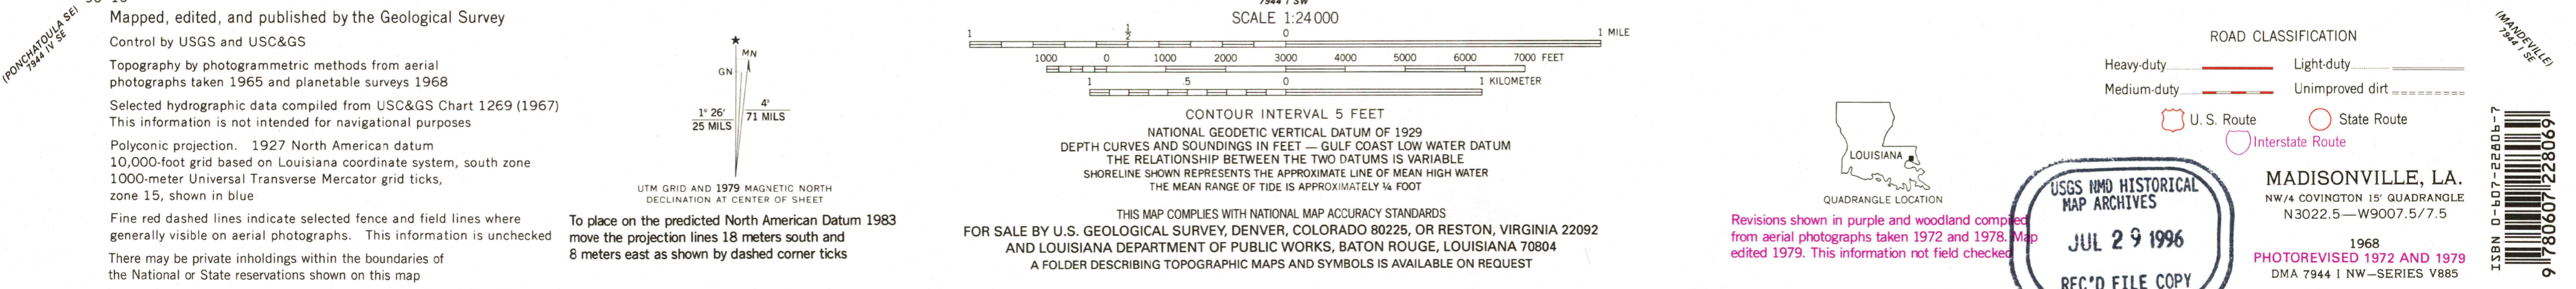 (PONCHATOULA SE)
7944 IV SE
Mapped, edited, and published by the Geological Survey
Control by USGS and USC&GS
Topography by photogrammetric methods from aerial
photographs taken 1965 and planetable surveys 1968
Selected hydrographic data compiled from USC&GS Chart 1269 (1967)
This information is not intended for navigational purposes
Polyconic projection. 1927 North American datum
10,000-foot grid based on Louisiana coordinate system, south zone
1000-meter Universal Transverse Mercator grid ticks,
zone 15, shown in blue
Fine red dashed lines indicate selected fence and field lines where
generally visible on aerial photographs. This information is unchecked
There may be private inholdings within the boundaries of
the National or State reservations shown on this map
★
MN
GN
1° 26′
25 MILS
4°
71 MILS
UTM GRID AND 1979 MAGNETIC NORTH
DECLINATION AT CENTER OF SHEET
To place on the predicted North American Datum 1983
move the projection lines 18 meters south and
8 meters east as shown by dashed corner ticks
7944 I SW
SCALE 1:24 000
1 ½ 0 1 MILE
1000 0 1000 2000 3000 4000 5000 6000 7000 FEET
1 .5 0 1 KILOMETER
CONTOUR INTERVAL 5 FEET
NATIONAL GEODETIC VERTICAL DATUM OF 1929
DEPTH CURVES AND SOUNDINGS IN FEET — GULF COAST LOW WATER DATUM
THE RELATIONSHIP BETWEEN THE TWO DATUMS IS VARIABLE
SHORELINE SHOWN REPRESENTS THE APPROXIMATE LINE OF MEAN HIGH WATER
THE MEAN RANGE OF TIDE IS APPROXIMATELY ¼ FOOT
THIS MAP COMPLIES WITH NATIONAL MAP ACCURACY STANDARDS
FOR SALE BY U.S. GEOLOGICAL SURVEY, DENVER, COLORADO 80225, OR RESTON, VIRGINIA 22092
AND LOUISIANA DEPARTMENT OF PUBLIC WORKS, BATON ROUGE, LOUISIANA 70804
A FOLDER DESCRIBING TOPOGRAPHIC MAPS AND SYMBOLS IS AVAILABLE ON REQUEST
LOUISIANA
QUADRANGLE LOCATION
Revisions shown in purple and woodland compiled
from aerial photographs taken 1972 and 1978. Map
edited 1979. This information not field checked
USGS NMD HISTORICAL
MAP ARCHIVES
JUL 29 1996
REC'D FILE COPY
ROAD CLASSIFICATION
Heavy-duty Light-duty
Medium-duty Unimproved dirt
U. S. Route State Route
Interstate Route
MADISONVILLE, LA.
NW/4 COVINGTON 15′ QUADRANGLE
N3022.5—W9007.5/7.5
1968
PHOTOREVISED 1972 AND 1979
DMA 7944 I NW—SERIES V885
(MANDEVILLE)
7944 I SE
ISBN 0-607-22806-7
9 780607 228069